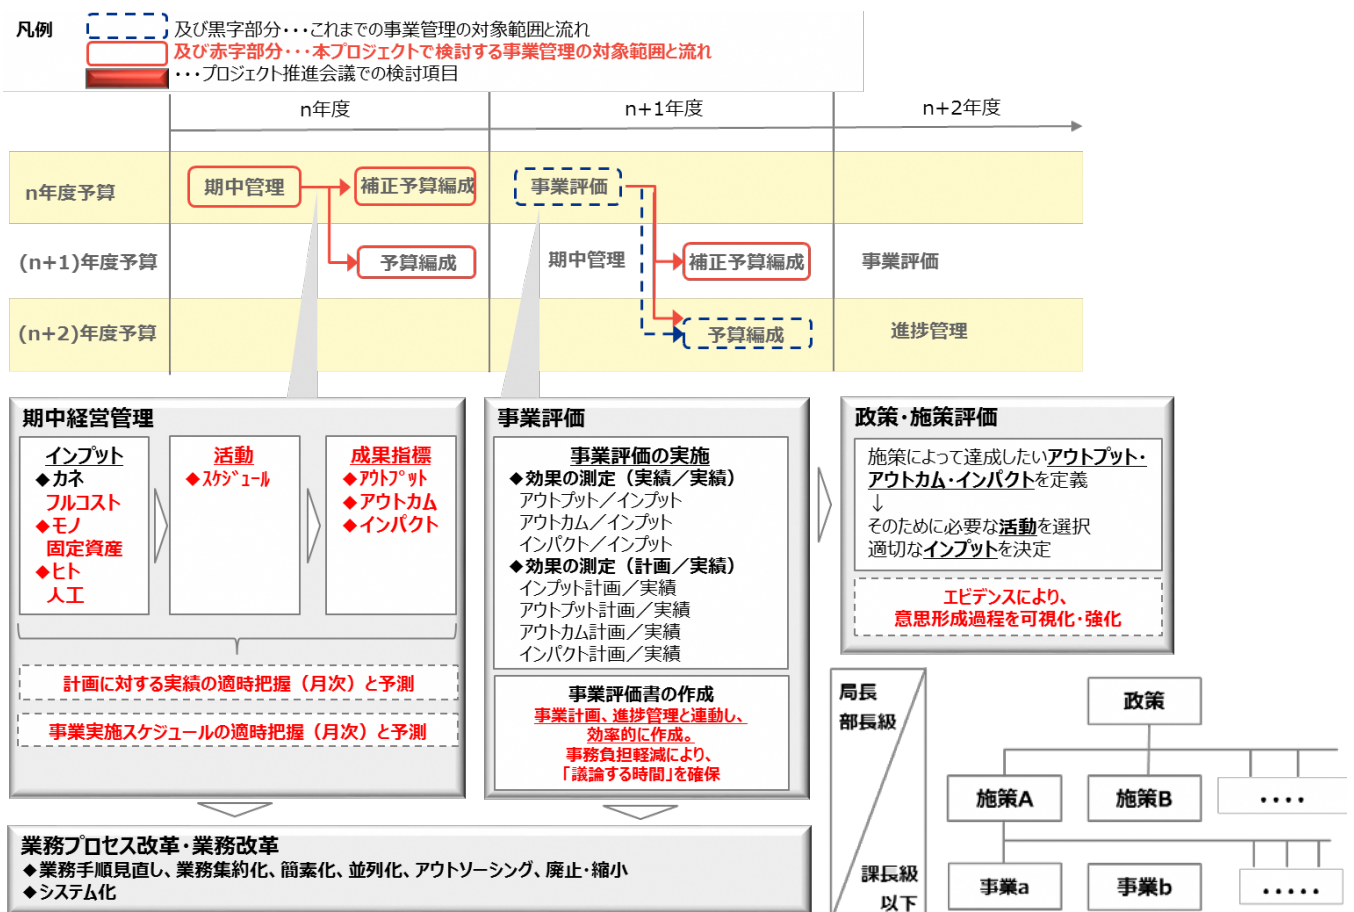 凡例
及び黒字部分・・・これまでの事業管理の対象範囲と流れ
及び赤字部分・・・本プロジェクトで検討する事業管理の対象範囲と流れ
・・・プロジェクト推進会議での検討項目
n年度
n+1年度
n+2年度
n年度予算
期中管理
補正予算編成
事業評価
(n+1)年度予算
予算編成
期中管理
補正予算編成
事業評価
(n+2)年度予算
予算編成
進捗管理
期中経営管理
インプット
◆カネ
フルコスト
◆モノ
固定資産
◆ヒト
人工
活動
◆スケジュール
成果指標
◆アウトプット
◆アウトカム
◆インパクト
計画に対する実績の適時把握（月次）と予測
事業実施スケジュールの適時把握（月次）と予測
事業評価
事業評価の実施
◆効果の測定（実績／実績）
アウトプット／インプット
アウトカム／インプット
インパクト／インプット
◆効果の測定（計画／実績）
インプット計画／実績
アウトプット計画／実績
アウトカム計画／実績
インパクト計画／実績
事業評価書の作成
事業計画、進捗管理と連動し、
効率的に作成。
事務負担軽減により、
「議論する時間」を確保
政策・施策評価
施策によって達成したいアウトプット・
アウトカム・インパクトを定義
↓
そのために必要な活動を選択
適切なインプットを決定
エビデンスにより、
意思形成過程を可視化・強化
業務プロセス改革・業務改革
◆業務手順見直し、業務集約化、簡素化、並列化、アウトソーシング、廃止・縮小
◆システム化
局長
部長級
課長級
以下
政策
施策A
施策B
・・・・
事業a
事業b
・・・・・